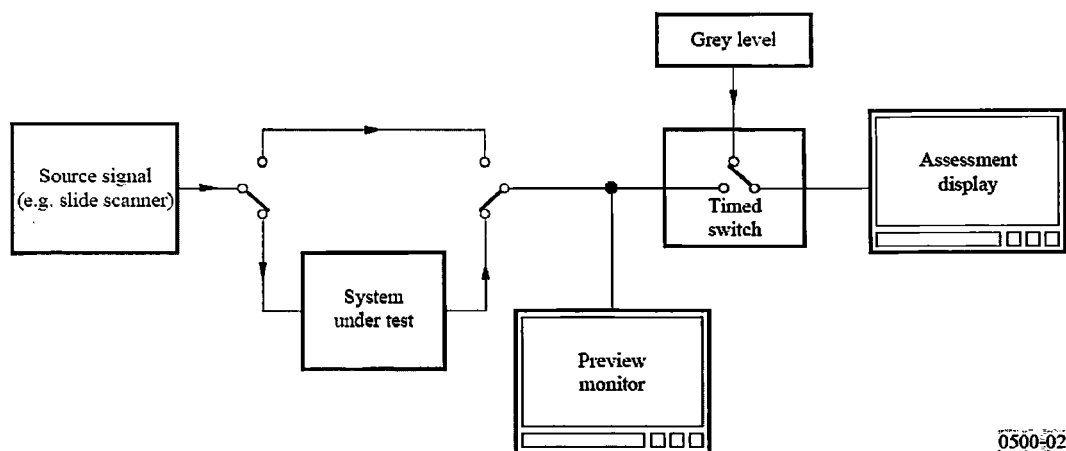 Grey level
Source signal
(e.g. slide scanner)
Assessment
display
Timed
switch
System
under test
Preview
monitor
0500-02